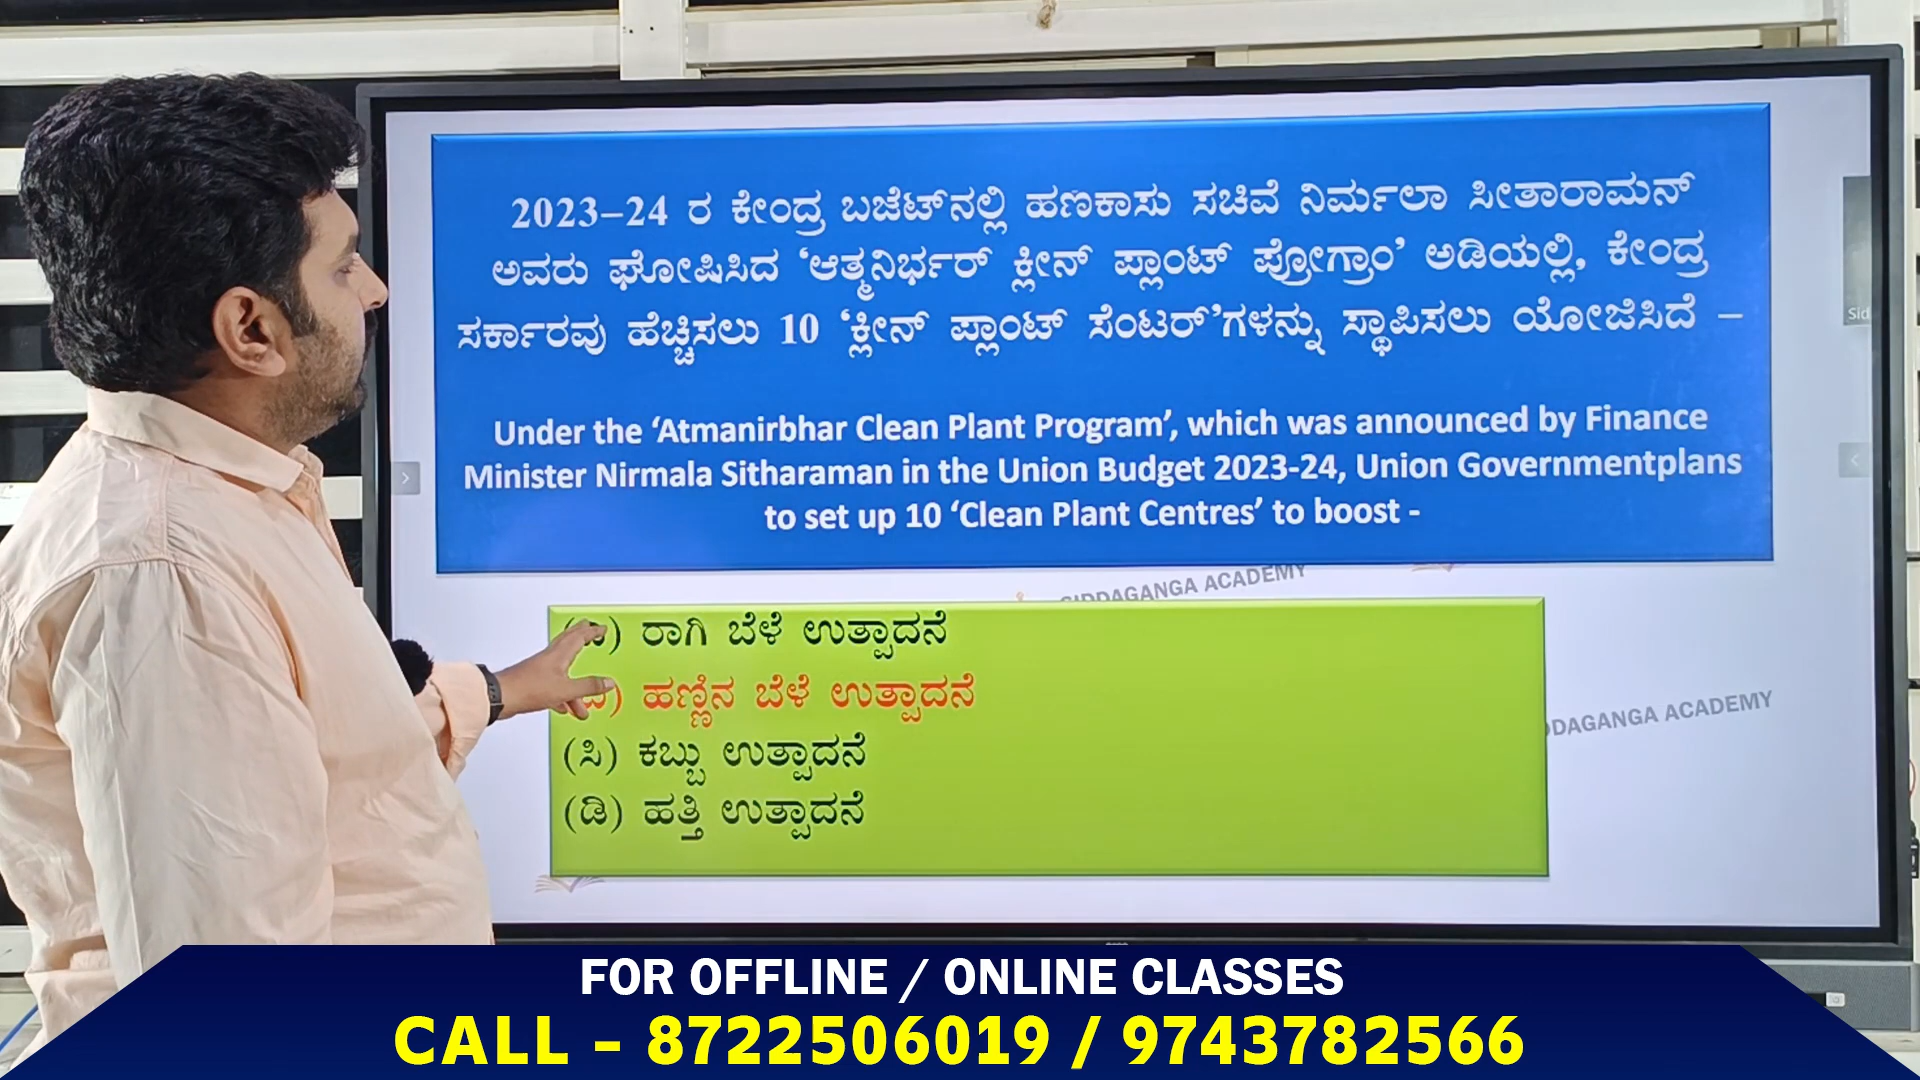 2023–24 ರ ಕೇಂದ್ರ ಬಜೆಟ್‌ನಲ್ಲಿ ಹಣಕಾಸು ಸಚಿವೆ ನಿರ್ಮಲಾ ಸೀತಾರಾಮನ್
ಅವರು ಘೋಷಿಸಿದ ‘ಆತ್ಮನಿರ್ಭರ್ ಕ್ಲೀನ್ ಪ್ಲಾಂಟ್ ಪ್ರೋಗ್ರಾಂ’ ಅಡಿಯಲ್ಲಿ, ಕೇಂದ್ರ
ಸರ್ಕಾರವು ಹೆಚ್ಚಿಸಲು 10 ‘ಕ್ಲೀನ್ ಪ್ಲಾಂಟ್ ಸೆಂಟರ್’ಗಳನ್ನು ಸ್ಥಾಪಿಸಲು ಯೋಜಿಸಿದೆ –
Under the ‘Atmanirbhar Clean Plant Program’, which was announced by Finance
Minister Nirmala Sitharaman in the Union Budget 2023-24, Union Governmentplans
to set up 10 ‘Clean Plant Centres’ to boost -
SIDDAGANGA ACADEMY
ರಾಗಿ ಬೆಳೆ ಉತ್ಪಾದನೆ
ಹಣ್ಣಿನ ಬೆಳೆ ಉತ್ಪಾದನೆ
(ಸಿ) ಕಬ್ಬು ಉತ್ಪಾದನೆ
(ಡಿ) ಹತ್ತಿ ಉತ್ಪಾದನೆ
DDAGANGA ACADEMY
Sid
FOR OFFLINE / ONLINE CLASSES
CALL – 8722506019 / 9743782566